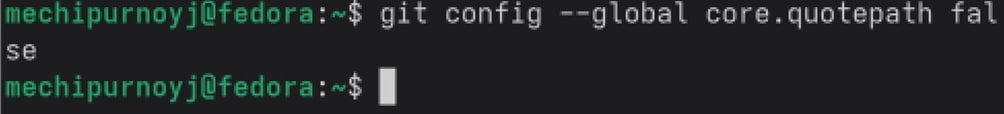 mechipurnoyj@fedora:~$ git config --global core.quotepath fal
se
mechipurnoyj@fedora:~$